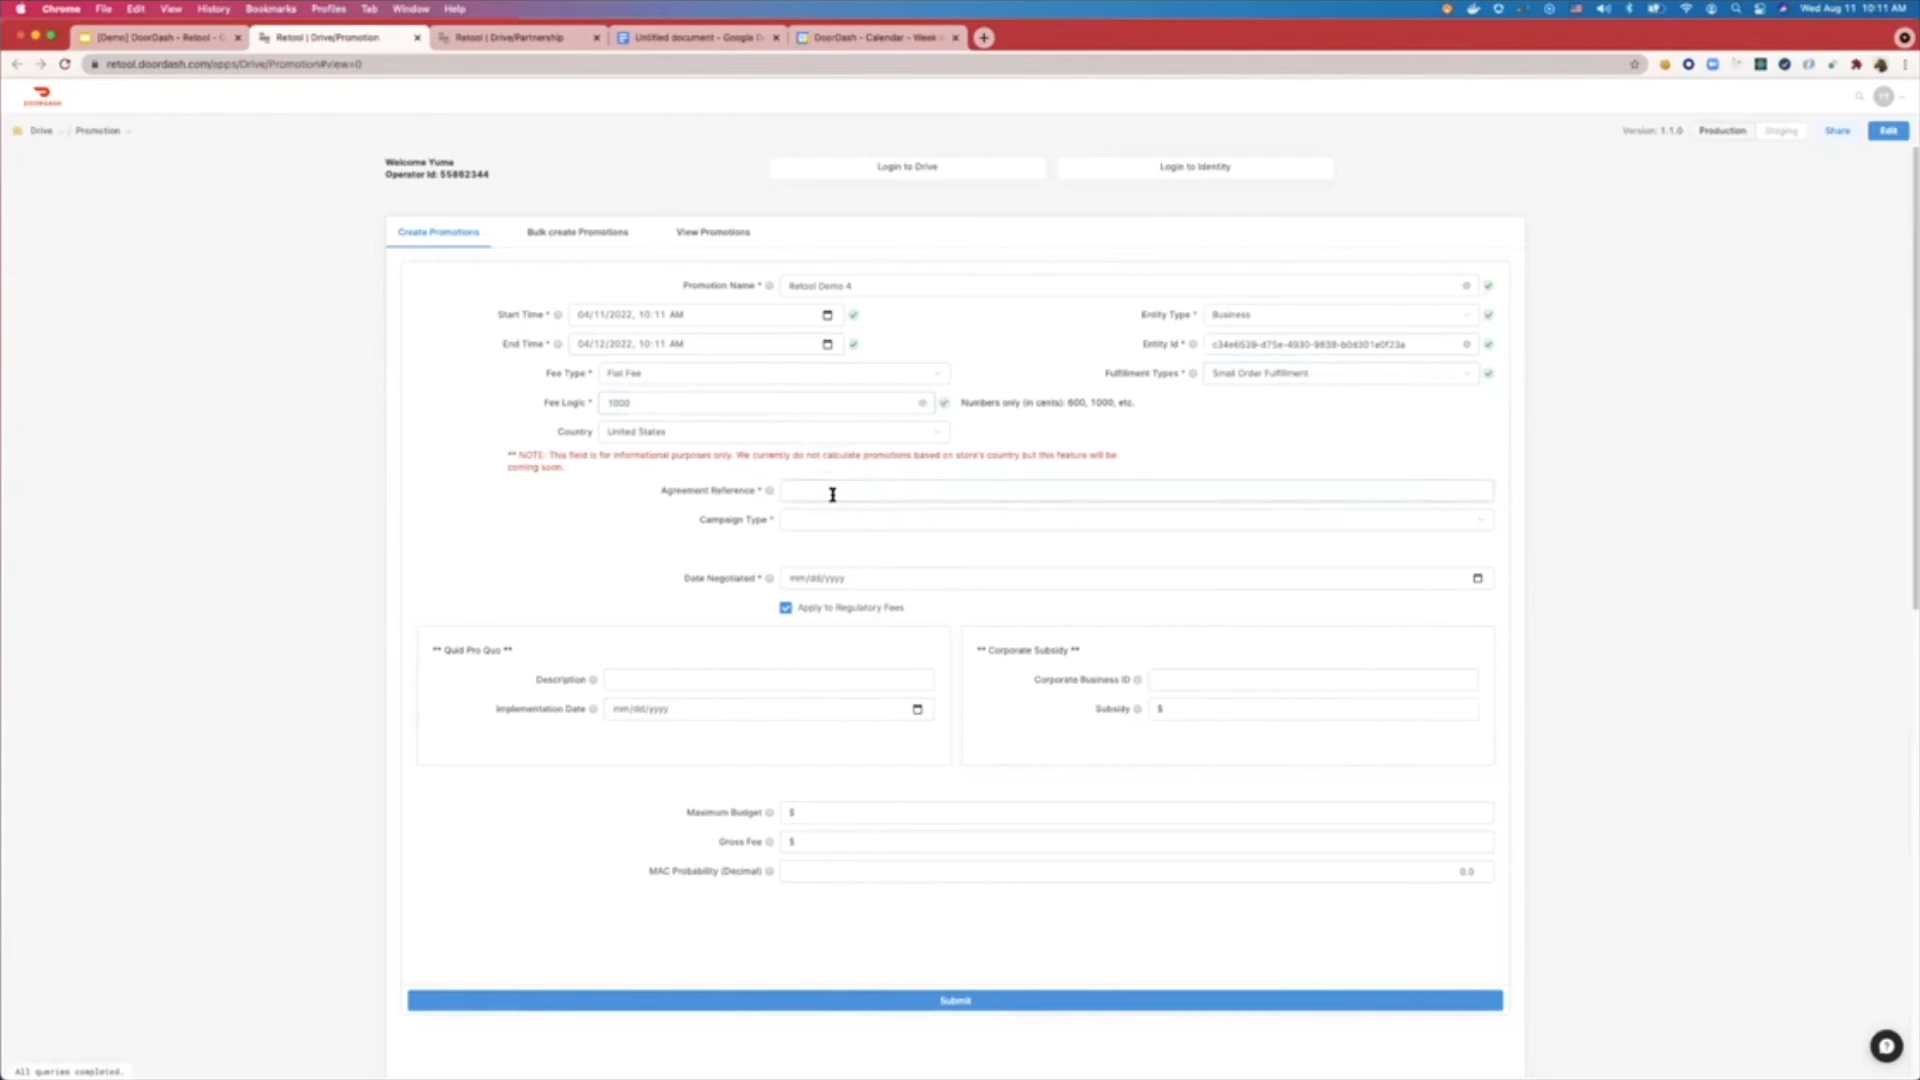 Chrome File Edit View History Bookmarks Profiles Tab Window Help Wed Aug 11 10:11 AM
[Demo] DoorDash - Retool - G Retool | Drive/Promotion Retool | Drive/Partnership Untitled document - Google D DoorDash - Calendar - Week
retool.doordash.com/apps/Drive/Promotion#view=0
DOORDASH
Drive / Promotion Version: 1.1.0 Production Staging Share Edit
Welcome Yuma
Operator Id: 55862344
Login to Drive Login to Identity
Create Promotions Bulk create Promotions View Promotions
Promotion Name * Retool Demo 4
Start Time * 04/11/2022, 10:11 AM Entity Type * Business
End Time * 04/12/2022, 10:11 AM Entity Id * c34e6539-d75e-4930-9838-b0d301e0f23a
Fee Type * Flat Fee Fulfillment Types * Small Order Fulfillment
Fee Logic * 1000 Numbers only (in cents): 600, 1000, etc.
Country United States
** NOTE: This field is for informational purposes only. We currently do not calculate promotions based on store's country but this feature will be
coming soon.
Agreement Reference *
Campaign Type *
Date Negotiated * mm/dd/yyyy
Apply to Regulatory Fees
** Quid Pro Quo ** ** Corporate Subsidy **
Description Corporate Business ID
Implementation Date mm/dd/yyyy Subsidy $
Maximum Budget $
Gross Fee $
MAC Probability (Decimal) 0.0
Submit
All queries completed.